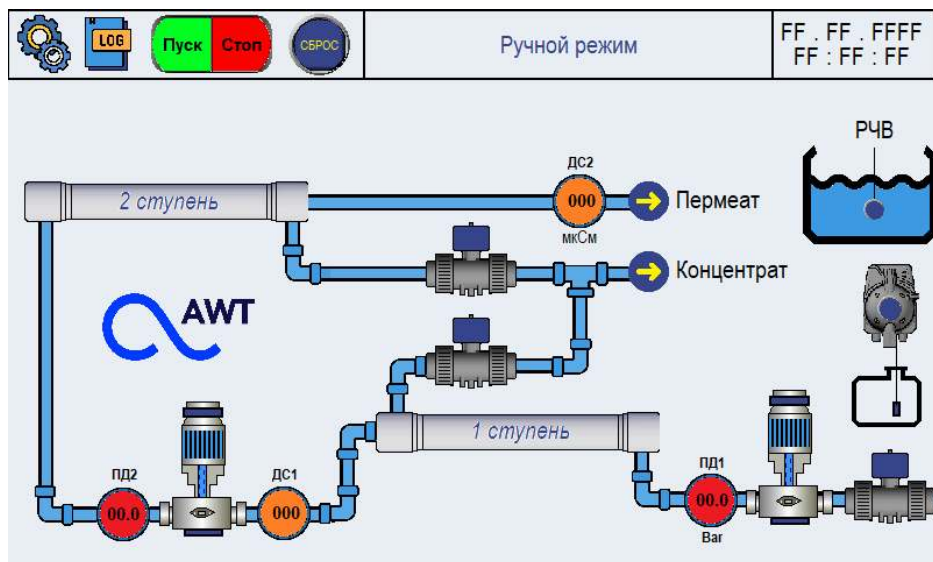 LOG
Пуск
Стоп
СБРОС
Ручной режим
FF . FF . FFFF
FF : FF : FF
РЧВ
ДС2
000
мкСм
Пермеат
2 ступень
Концентрат
AWT
1 ступень
ПД2
00.0
ДС1
000
ПД1
00.0
Bar